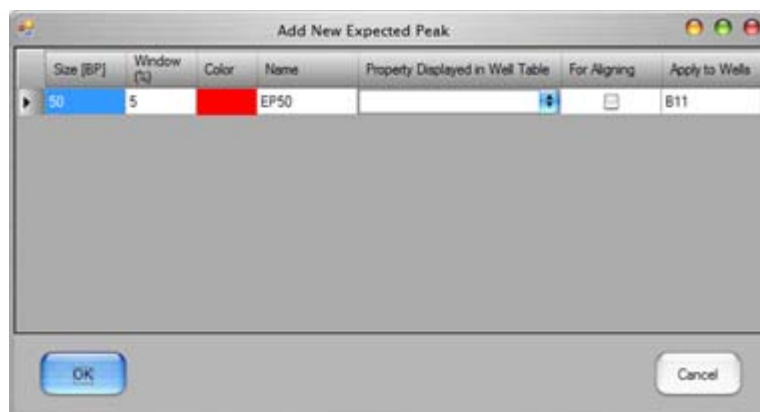 Add New Expected Peak
Size [BP] Window (%) Color Name Property Displayed in Well Table For Aligning Apply to Wells
50 5 EP50 B11
OK Cancel